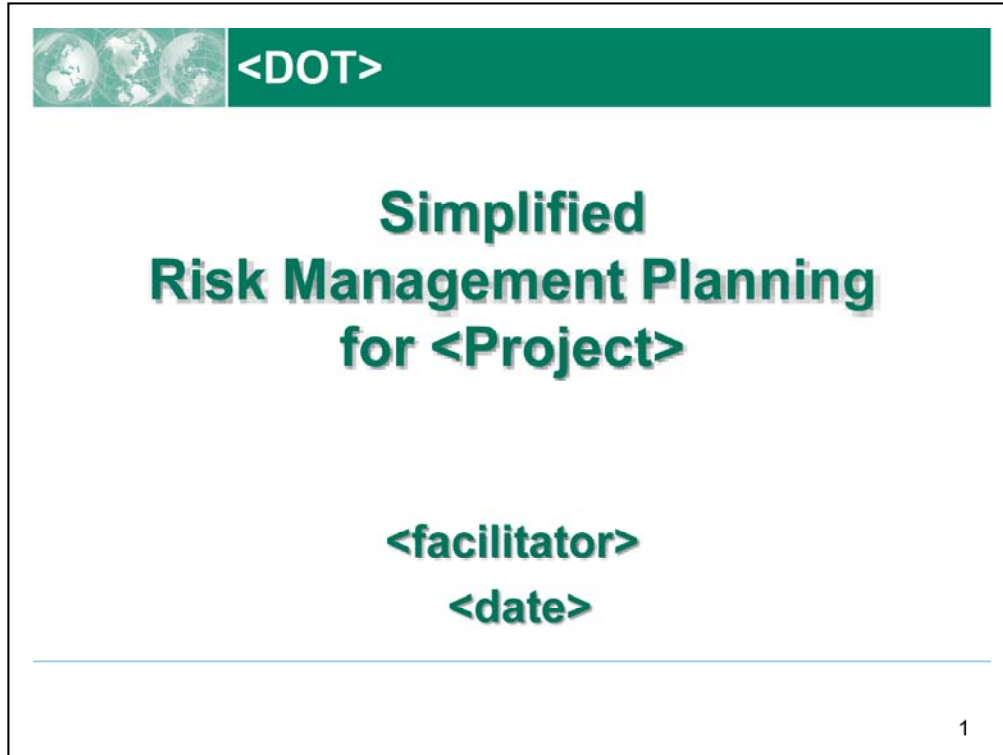 <DOT>
Simplified
Risk Management Planning
for <Project>
<facilitator>
<date>
1